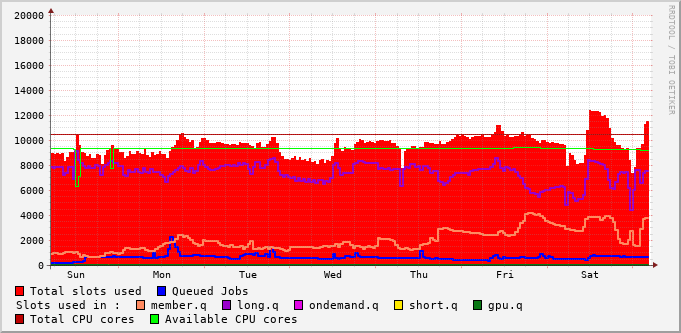 RRDTOOL / TOBI OETIKER
20000
18000
16000
14000
12000
10000
8000
6000
4000
2000
0
Sun Mon Tue Wed Thu Fri Sat
Total slots used Queued Jobs
Slots used in : member.q long.q ondemand.q short.q gpu.q
Total CPU cores Available CPU cores